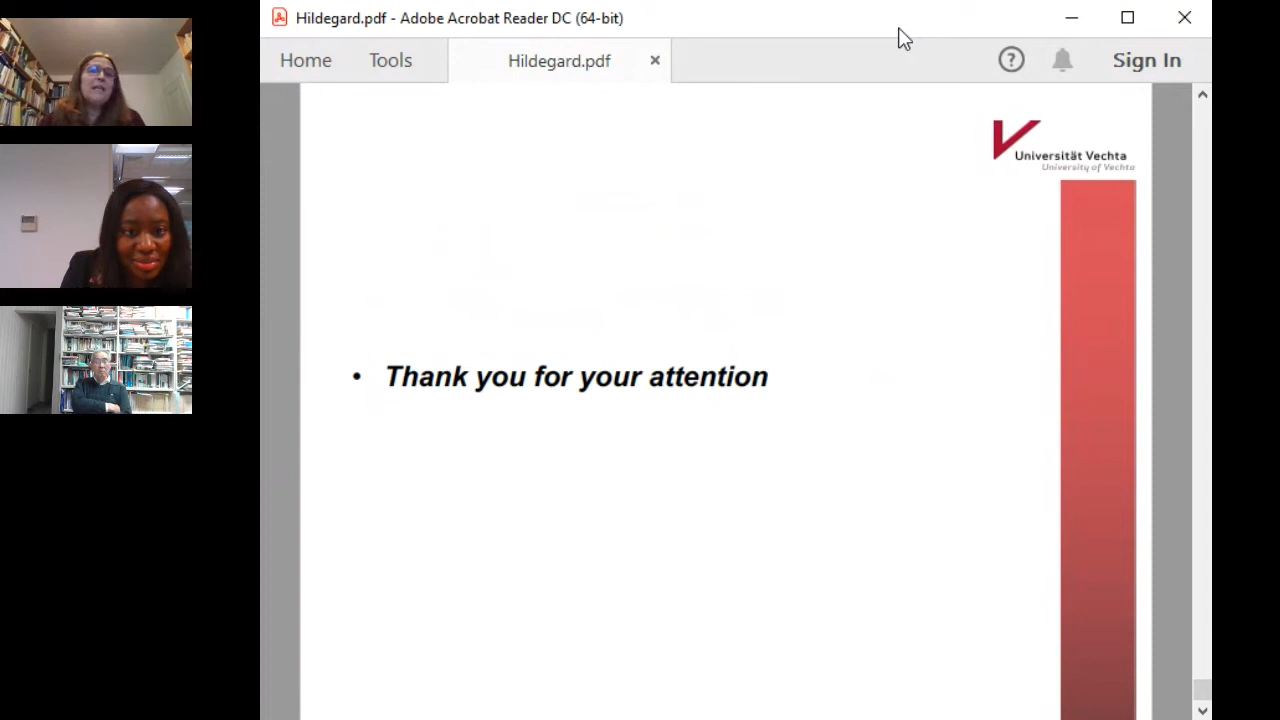 Hildegard.pdf - Adobe Acrobat Reader DC (64-bit)
Home Tools Hildegard.pdf Sign In
Universität Vechta
University of Vechta
• Thank you for your attention